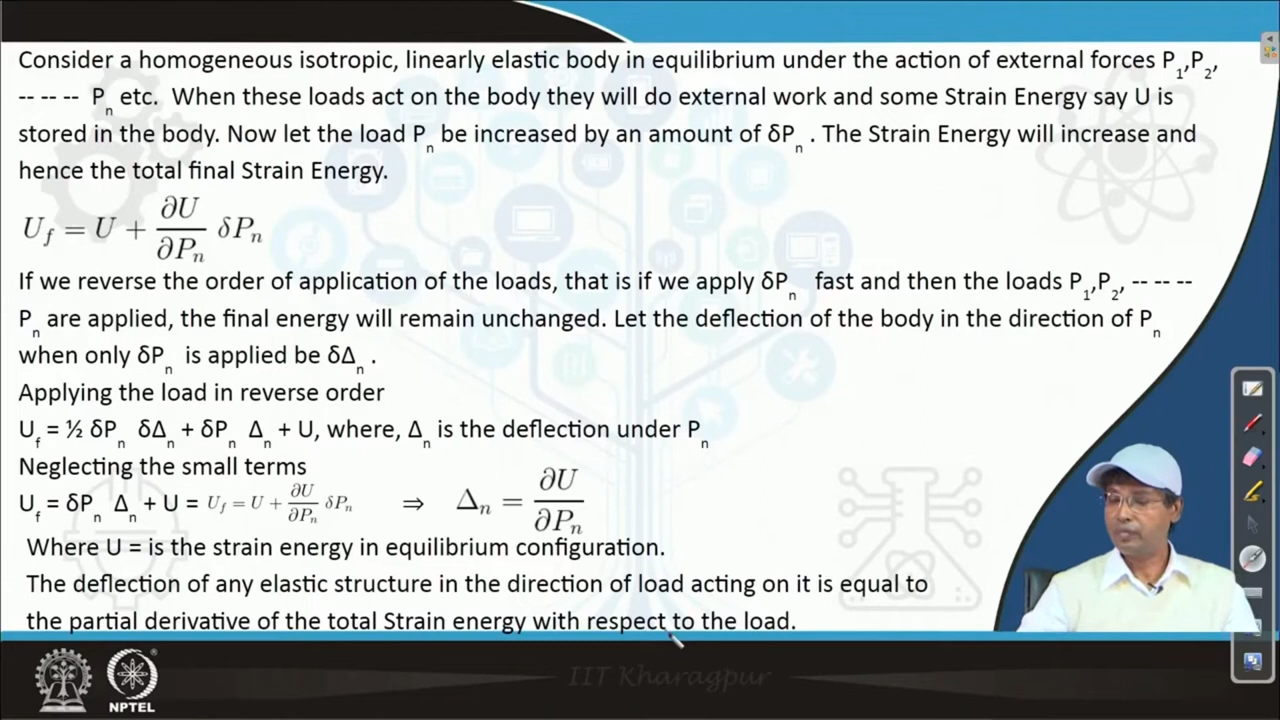 Consider a homogeneous isotropic, linearly elastic body in equilibrium under the action of external forces P₁,P₂,
-- -- -- Pₙ etc. When these loads act on the body they will do external work and some Strain Energy say U is
stored in the body. Now let the load Pₙ be increased by an amount of δPₙ . The Strain Energy will increase and
hence the total final Strain Energy.
U_f = U + ∂U/∂Pₙ δPₙ
If we reverse the order of application of the loads, that is if we apply δPₙ fast and then the loads P₁,P₂, -- -- --
Pₙ are applied, the final energy will remain unchanged. Let the deflection of the body in the direction of Pₙ
when only δPₙ is applied be δΔₙ .
Applying the load in reverse order
U_f = ½ δPₙ δΔₙ + δPₙ Δₙ + U, where, Δₙ is the deflection under Pₙ
Neglecting the small terms
U_f = δPₙ Δₙ + U = U_f = U + ∂U/∂Pₙ δPₙ ⇒ Δₙ = ∂U/∂Pₙ
Where U = is the strain energy in equilibrium configuration.
The deflection of any elastic structure in the direction of load acting on it is equal to
the partial derivative of the total Strain energy with respect to the load.
IIT Kharagpur
NPTEL